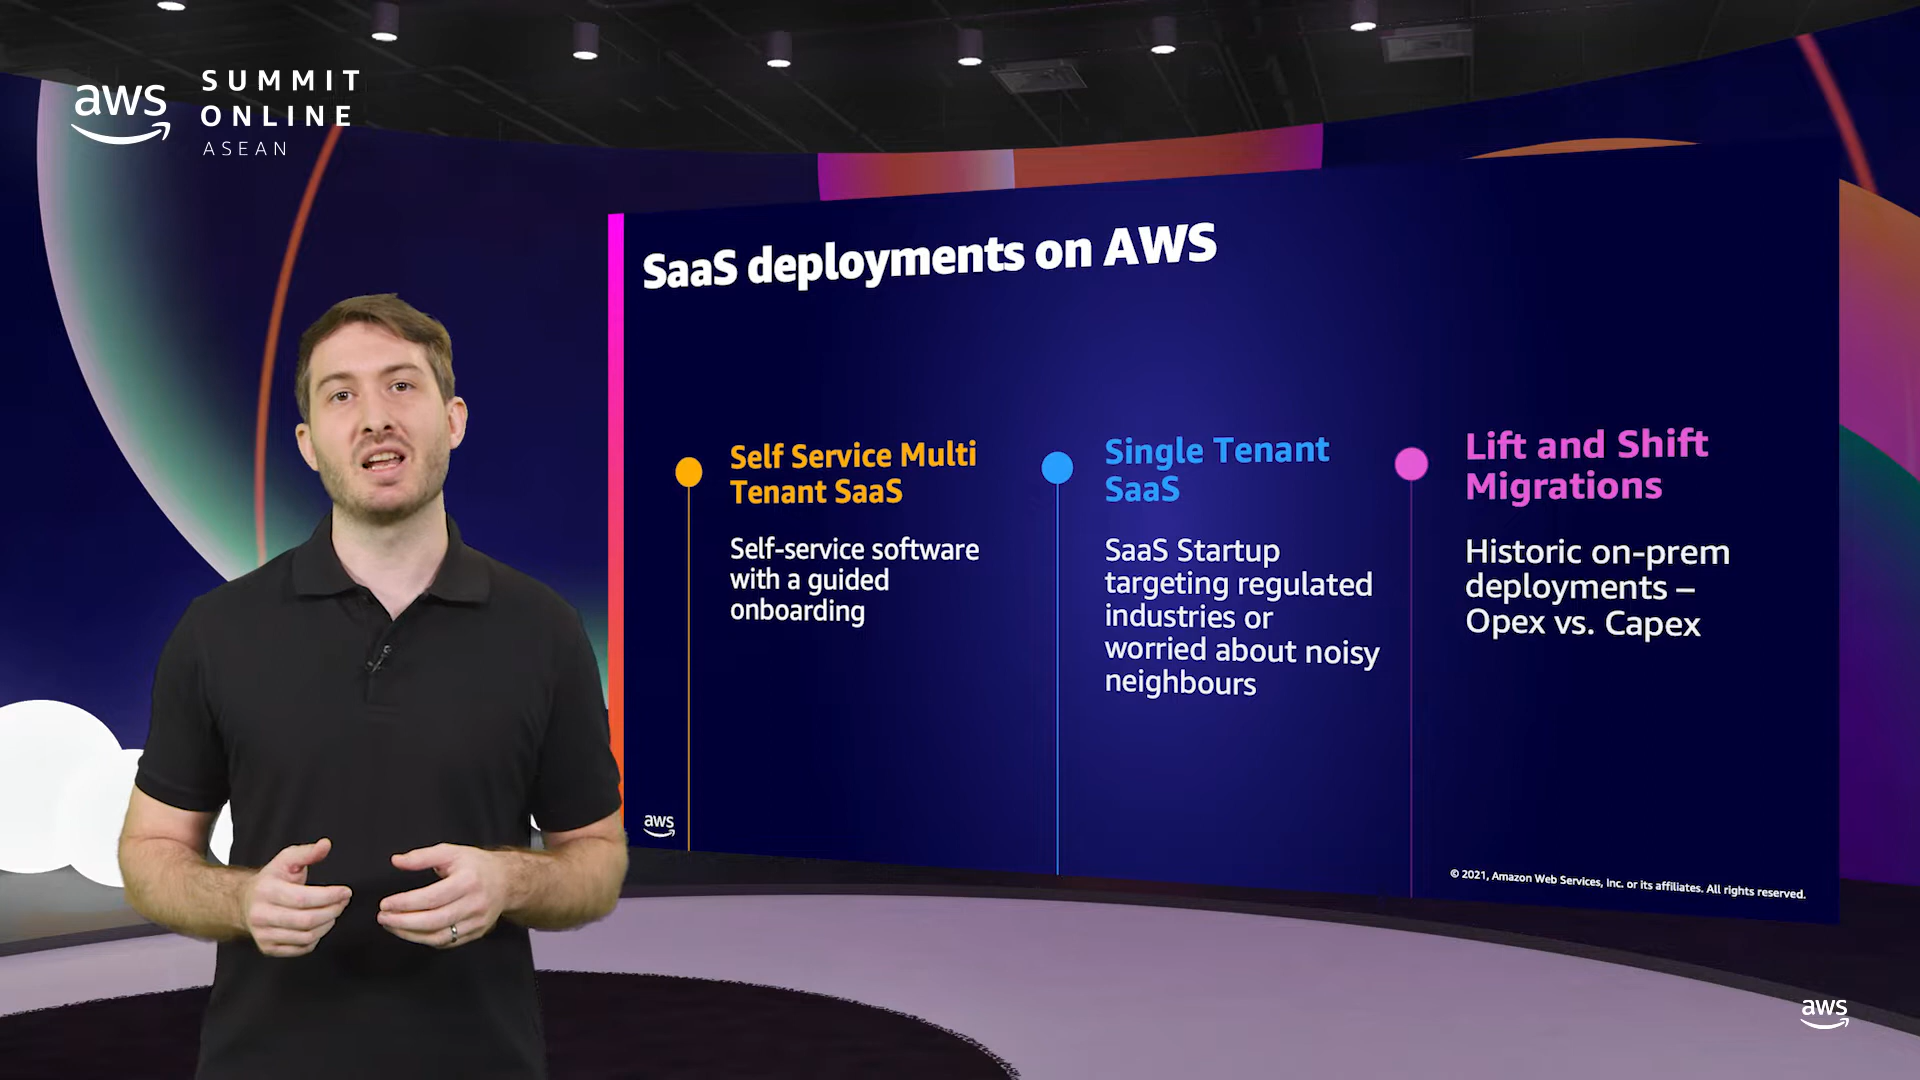 aws
SUMMIT
ONLINE
ASEAN
SaaS deployments on AWS
Self Service Multi
Tenant SaaS
Self-service software
with a guided
onboarding
Single Tenant
SaaS
SaaS Startup
targeting regulated
industries or
worried about noisy
neighbours
Lift and Shift
Migrations
Historic on-prem
deployments –
Opex vs. Capex
aws
© 2021, Amazon Web Services, Inc. or its affiliates. All rights reserved.
aws